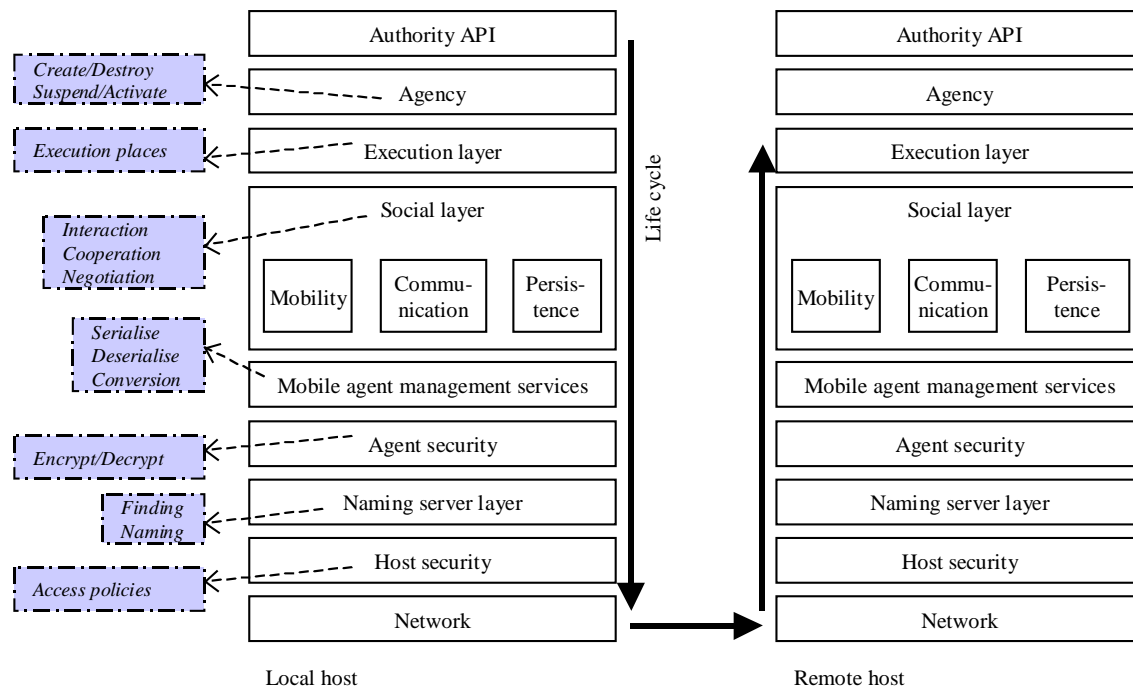 Authority API
Create/Destroy
Suspend/Activate
Agency
Execution places
Execution layer
Interaction
Cooperation
Negotiation
Social layer
Mobility
Commu-
nication
Persis-
tence
Serialise
Deserialise
Conversion
Mobile agent management services
Encrypt/Decrypt
Agent security
Finding
Naming
Naming server layer
Access policies
Host security
Network
Local host
Life cycle
Authority API
Agency
Execution layer
Social layer
Mobility
Commu-
nication
Persis-
tence
Mobile agent management services
Agent security
Naming server layer
Host security
Network
Remote host